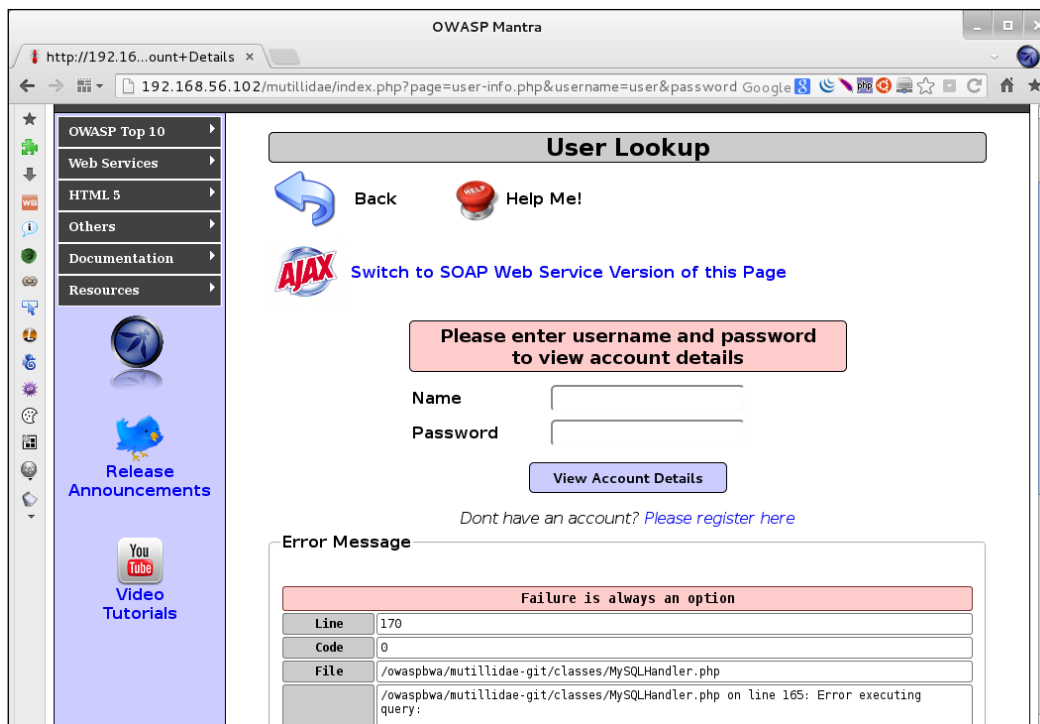 OWASP Mantra
http://192.16...ount+Details ×
192.168.56.102/mutillidae/index.php?page=user-info.php&username=user&password Google 8 php
OWASP Top 10
Web Services
HTML 5
Others
Documentation
Resources
Release
Announcements
You
Tube
Video
Tutorials
WS
User Lookup
Back
HELP
Help Me!
AJAX
Switch to SOAP Web Service Version of this Page
Please enter username and password
to view account details
Name
Password
View Account Details
Dont have an account? Please register here
Error Message
Failure is always an option
Line 170
Code 0
File /owaspbwa/mutillidae-git/classes/MySQLHandler.php
/owaspbwa/mutillidae-git/classes/MySQLHandler.php on line 165: Error executing
query: